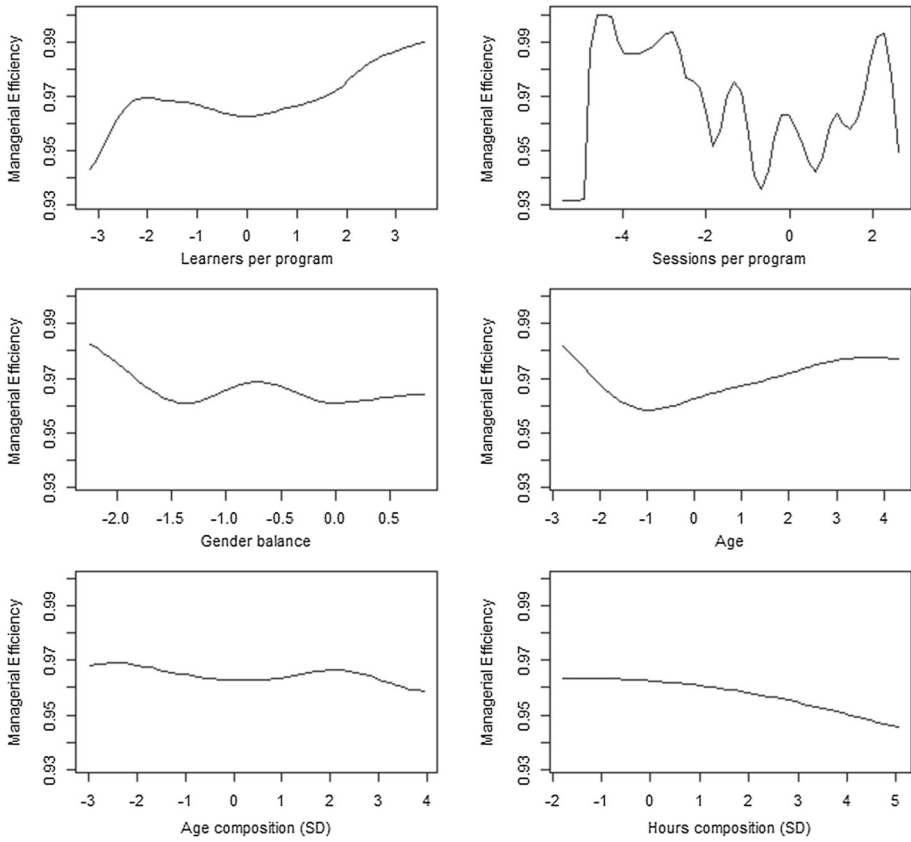 Managerial Efficiency
0.93 0.95 0.97 0.99
-3 -2 -1 0 1 2 3
Learners per program
Managerial Efficiency
0.93 0.95 0.97 0.99
-4 -2 0 2
Sessions per program
Managerial Efficiency
0.93 0.95 0.97 0.99
-2.0 -1.5 -1.0 -0.5 0.0 0.5
Gender balance
Managerial Efficiency
0.93 0.95 0.97 0.99
-3 -2 -1 0 1 2 3 4
Age
Managerial Efficiency
0.93 0.95 0.97 0.99
-3 -2 -1 0 1 2 3 4
Age composition (SD)
Managerial Efficiency
0.93 0.95 0.97 0.99
-2 -1 0 1 2 3 4 5
Hours composition (SD)